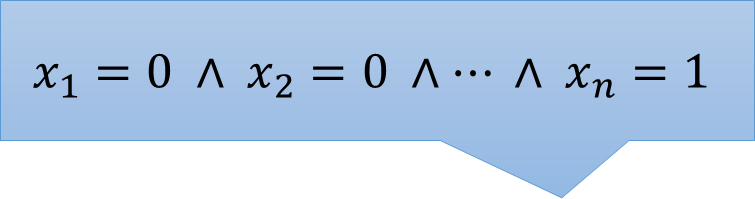 x₁ = 0 ∧ x₂ = 0 ∧ ⋯ ∧ xₙ = 1